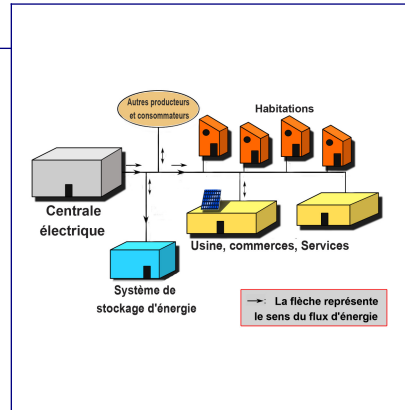 Autres producteurs
et consommateurs
Habitations
Centrale
électrique
Usine, commerces, Services
Système de
stockage d'énergie
: La flèche représente
le sens du flux d'énergie